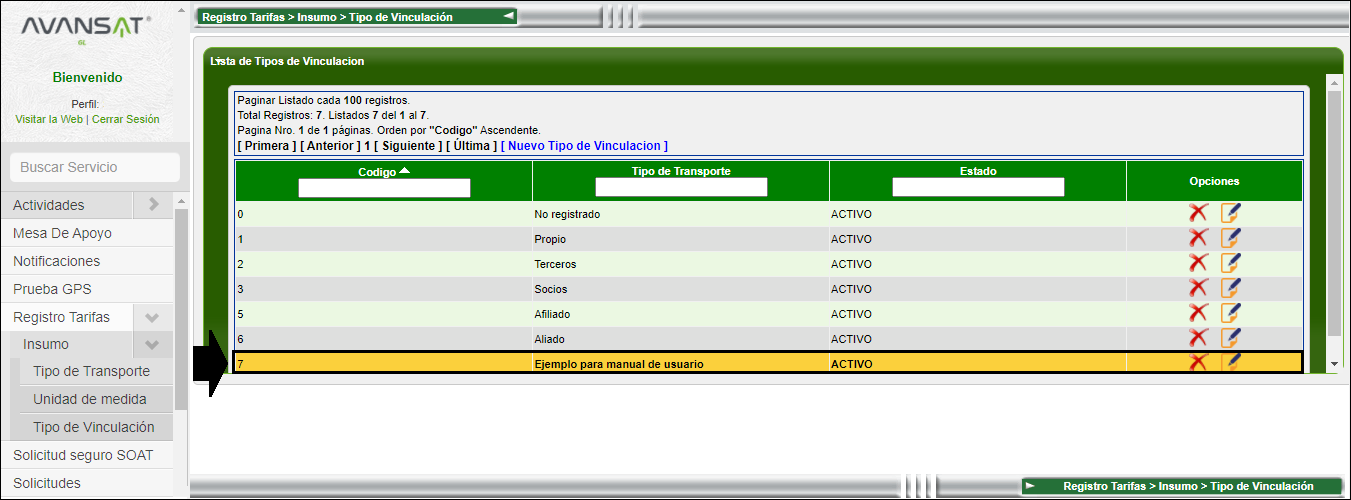 AVANSAT
GL
Bienvenido
Perfil:
Visitar la Web | Cerrar Sesión
Buscar Servicio
Actividades
Mesa De Apoyo
Notificaciones
Prueba GPS
Registro Tarifas
Insumo
Tipo de Transporte
Unidad de medida
Tipo de Vinculación
Solicitud seguro SOAT
Solicitudes
Registro Tarifas > Insumo > Tipo de Vinculación
Lista de Tipos de Vinculacion
Paginar Listado cada 100 registros.
Total Registros: 7. Listados 7 del 1 al 7.
Pagina Nro. 1 de 1 páginas. Orden por "Codigo" Ascendente.
[ Primera ] [ Anterior ] 1 [ Siguiente ] [ Última ] [ Nuevo Tipo de Vinculacion ]
Codigo Tipo de Transporte Estado Opciones
0 No registrado ACTIVO
1 Propio ACTIVO
2 Terceros ACTIVO
3 Socios ACTIVO
5 Afiliado ACTIVO
6 Aliado ACTIVO
7 Ejemplo para manual de usuario ACTIVO
Registro Tarifas > Insumo > Tipo de Vinculación